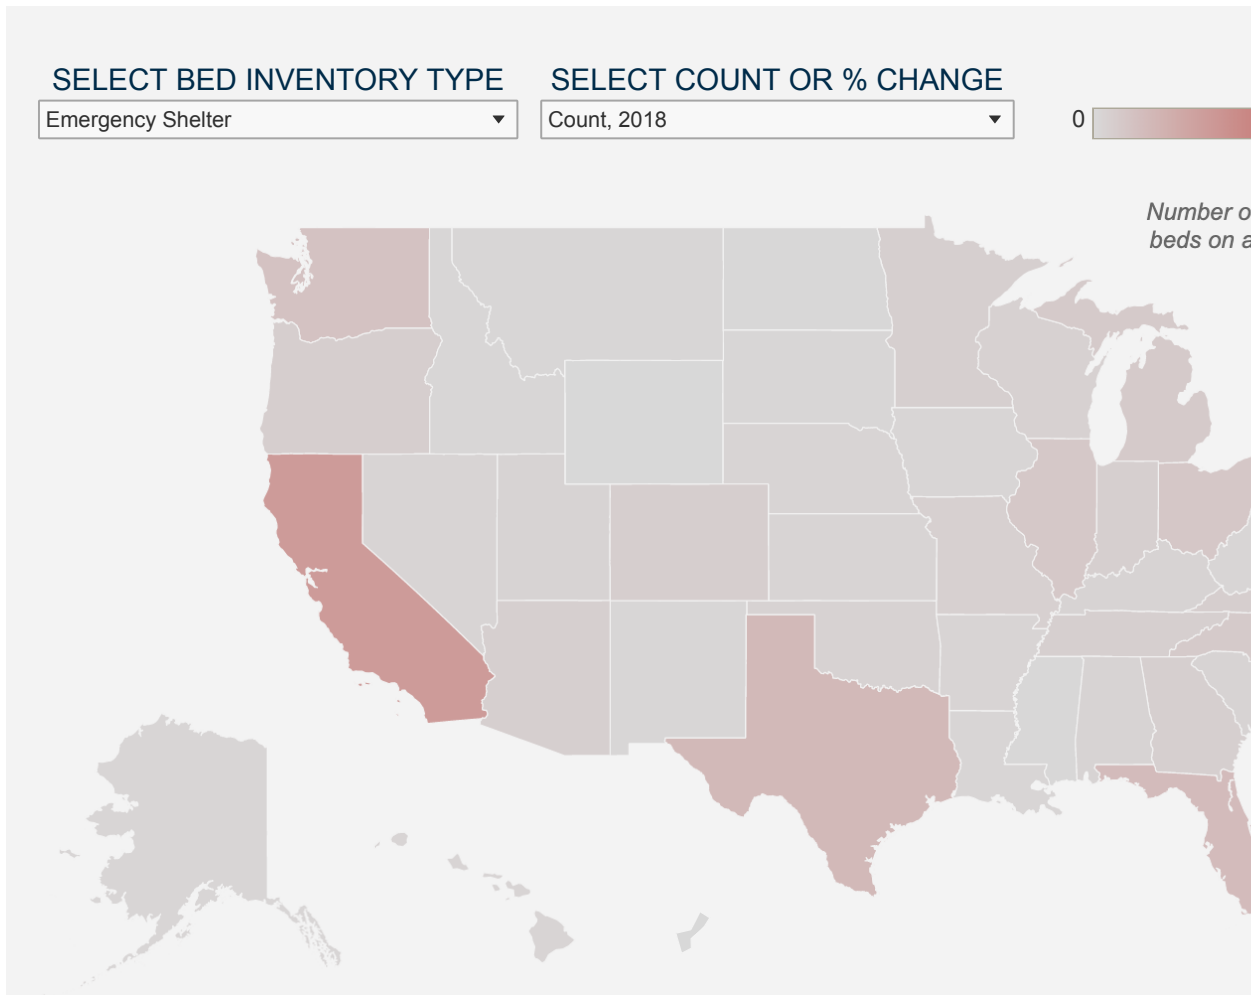 SELECT BED INVENTORY TYPE
SELECT COUNT OR % CHANGE
Emergency Shelter
Count, 2018
0
Number o
beds on a